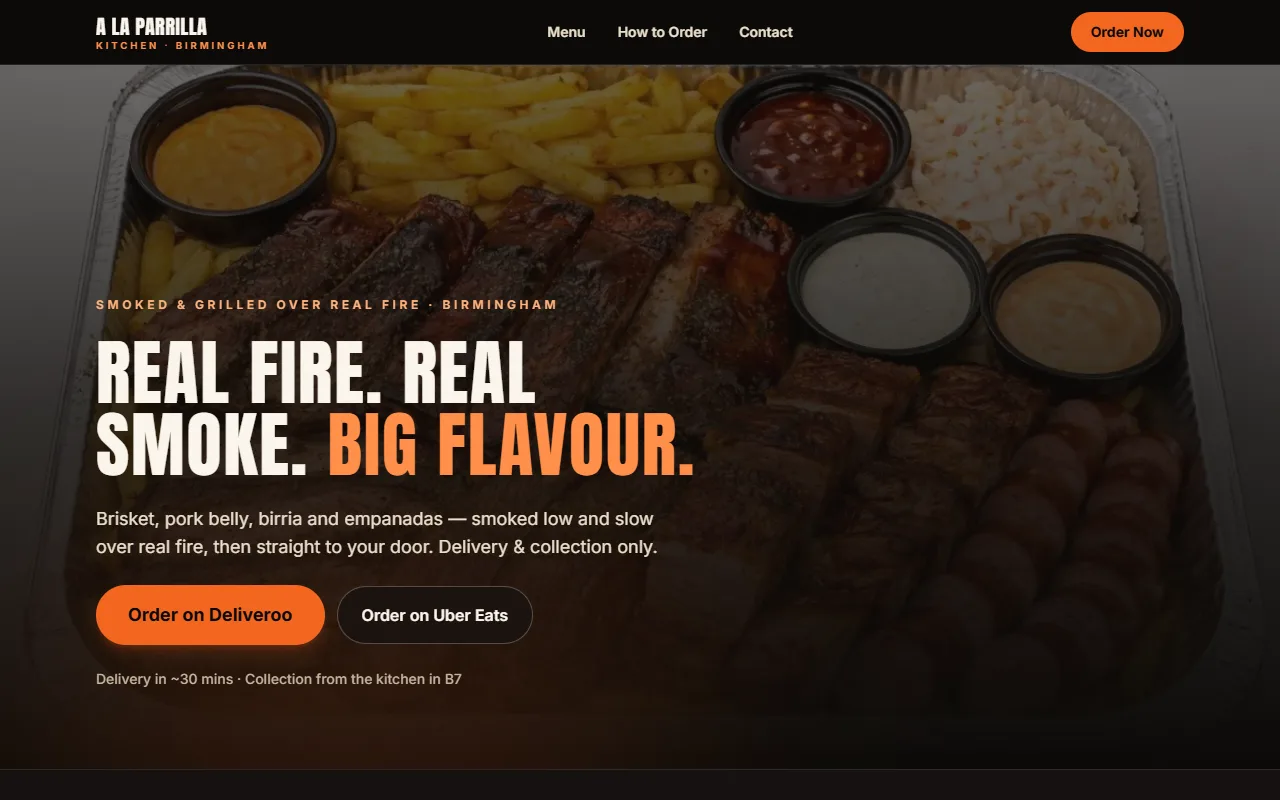 A LA PARRILLA
KITCHEN · BIRMINGHAM
Menu
How to Order
Contact
Order Now
SMOKED & GRILLED OVER REAL FIRE · BIRMINGHAM
REAL FIRE. REAL
SMOKE. BIG FLAVOUR.
Brisket, pork belly, birria and empanadas — smoked low and slow
over real fire, then straight to your door. Delivery & collection only.
Order on Deliveroo
Order on Uber Eats
Delivery in ~30 mins · Collection from the kitchen in B7